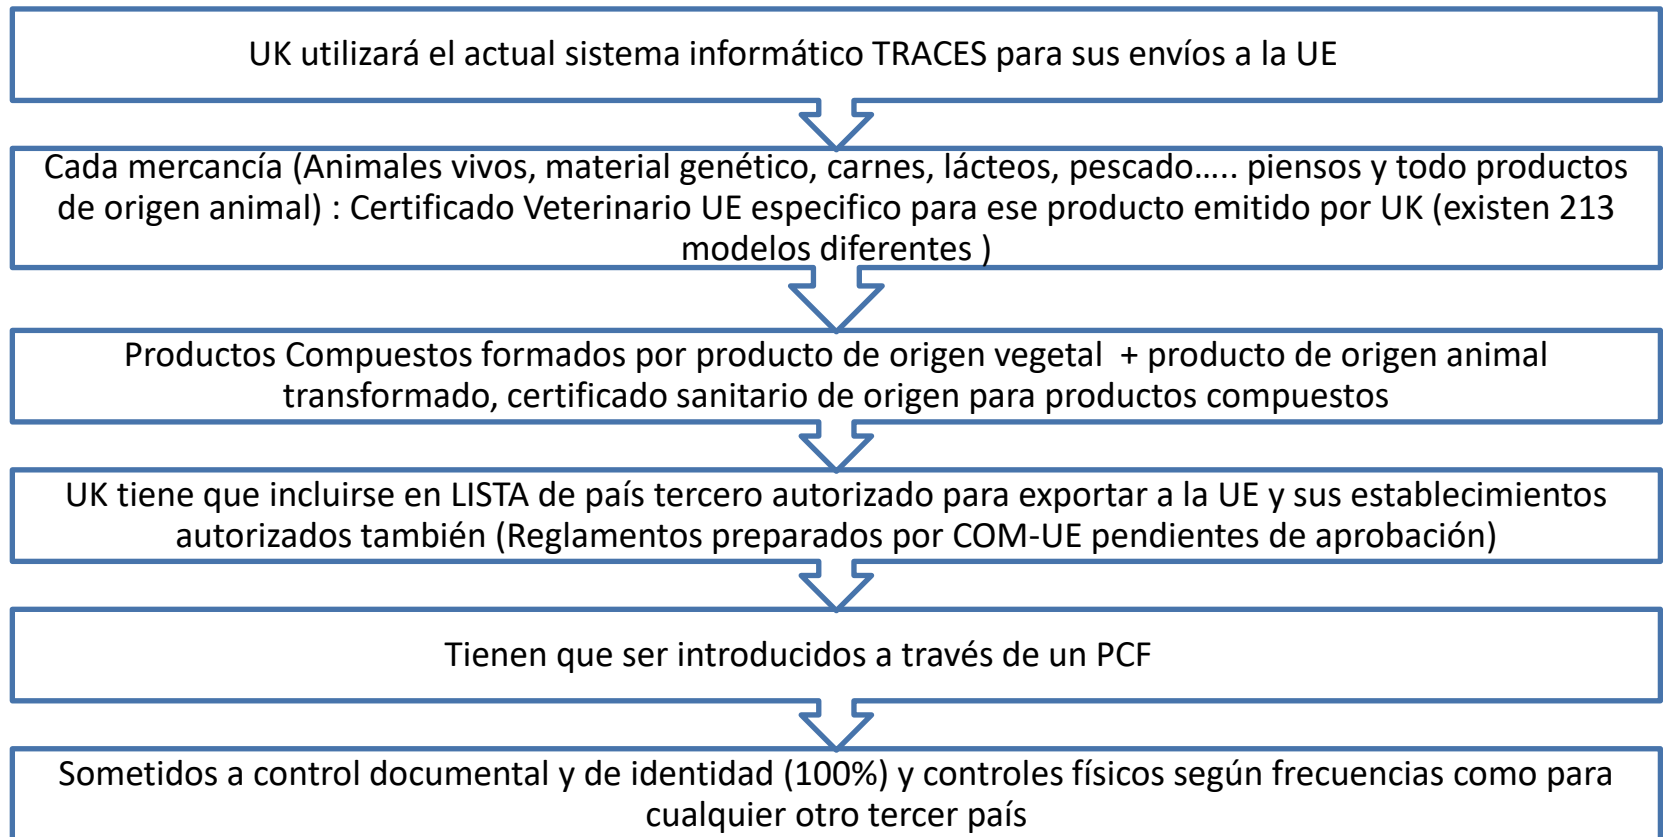 UK utilizará el actual sistema informático TRACES para sus envíos a la UE
Cada mercancía (Animales vivos, material genético, carnes, lácteos, pescado..... piensos y todo productos
de origen animal) : Certificado Veterinario UE especifico para ese producto emitido por UK (existen 213
modelos diferentes )
Productos Compuestos formados por producto de origen vegetal + producto de origen animal
transformado, certificado sanitario de origen para productos compuestos
UK tiene que incluirse en LISTA de país tercero autorizado para exportar a la UE y sus establecimientos
autorizados también (Reglamentos preparados por COM-UE pendientes de aprobación)
Tienen que ser introducidos a través de un PCF
Sometidos a control documental y de identidad (100%) y controles físicos según frecuencias como para
cualquier otro tercer país